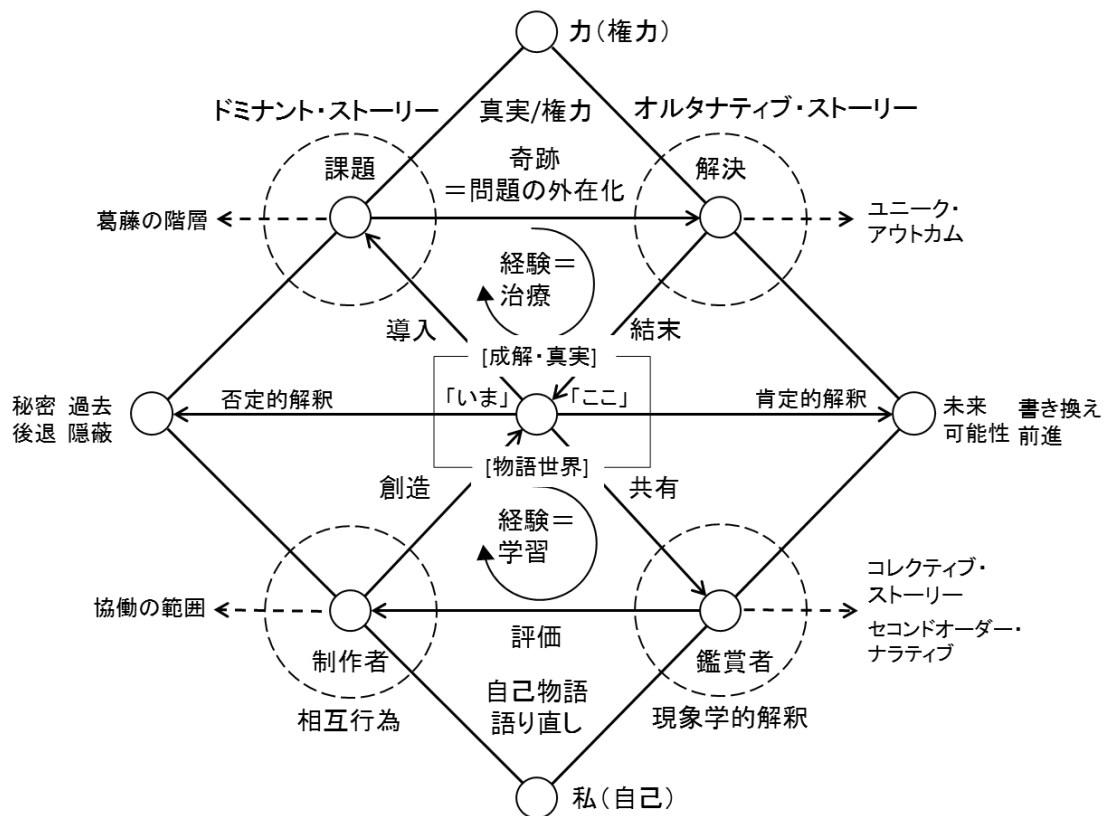 力(権力)
ドミナント・ストーリー
真実/権力
オルタナティブ・ストーリー
課題
奇跡
=問題の外在化
解決
葛藤の階層
ユニーク・
アウトカム
経験=
治療
導入
結末
[成解・真実]
秘密 過去
後退 隠蔽
否定的解釈
「いま」
「ここ」
肯定的解釈
未来 書き換え
可能性 前進
[物語世界]
創造
共有
経験=
学習
協働の範囲
コレクティブ・
ストーリー
セカンドオーダー・
ナラティブ
評価
制作者
鑑賞者
相互行為
自己物語
語り直し
現象学的解釈
私(自己)